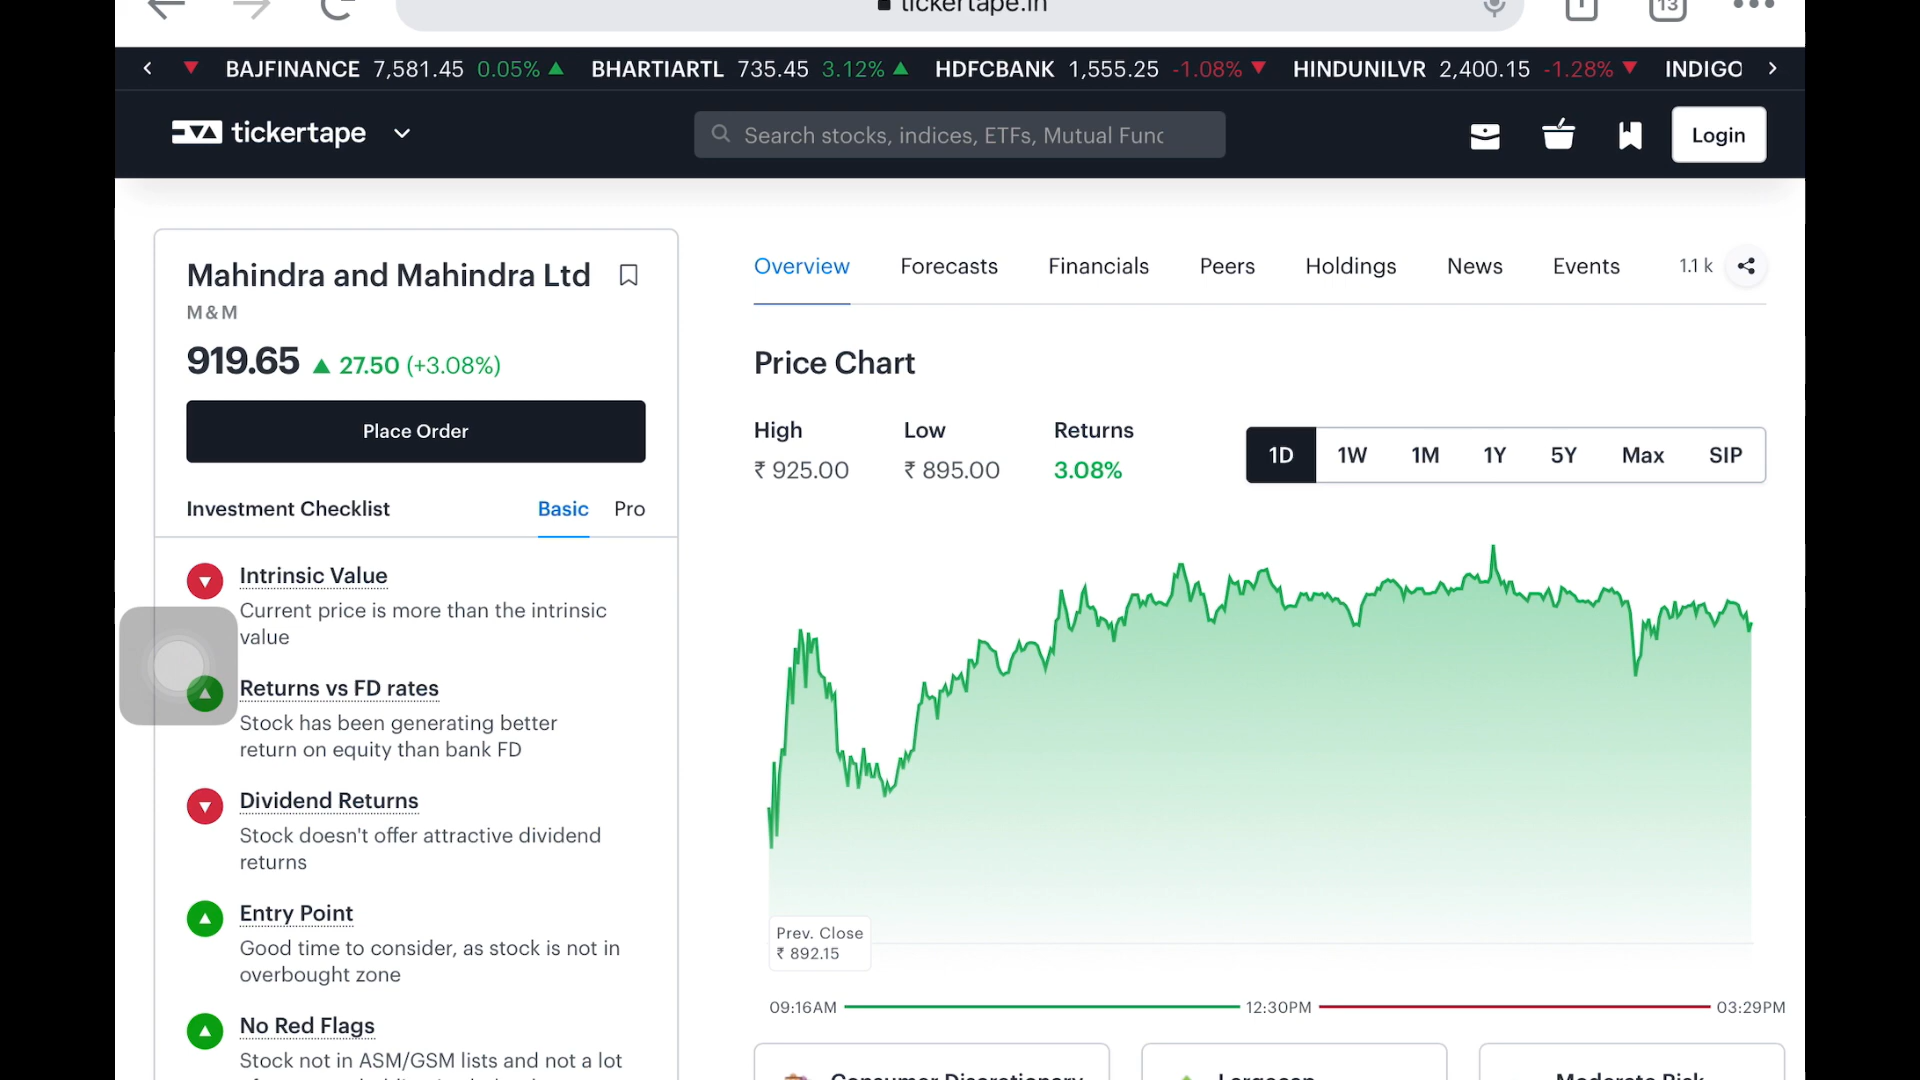 tickertape.in
13
BAJFINANCE 7,581.45 0.05% BHARTIARTL 735.45 3.12% HDFCBANK 1,555.25 -1.08% HINDUNILVR 2,400.15 -1.28% INDIGO
tickertape
Search stocks, indices, ETFs, Mutual Func
Login
Mahindra and Mahindra Ltd
M&M
919.65 27.50 (+3.08%)
Place Order
Investment Checklist Basic Pro
Intrinsic Value
Current price is more than the intrinsic
value
Returns vs FD rates
Stock has been generating better
return on equity than bank FD
Dividend Returns
Stock doesn't offer attractive dividend
returns
Entry Point
Good time to consider, as stock is not in
overbought zone
No Red Flags
Stock not in ASM/GSM lists and not a lot
Overview Forecasts Financials Peers Holdings News Events 1.1 k
Price Chart
High Low Returns
₹ 925.00 ₹ 895.00 3.08%
1D 1W 1M 1Y 5Y Max SIP
Prev. Close
₹ 892.15
09:16AM 12:30PM 03:29PM
Consumer Discretionary Largecap Moderate Risk